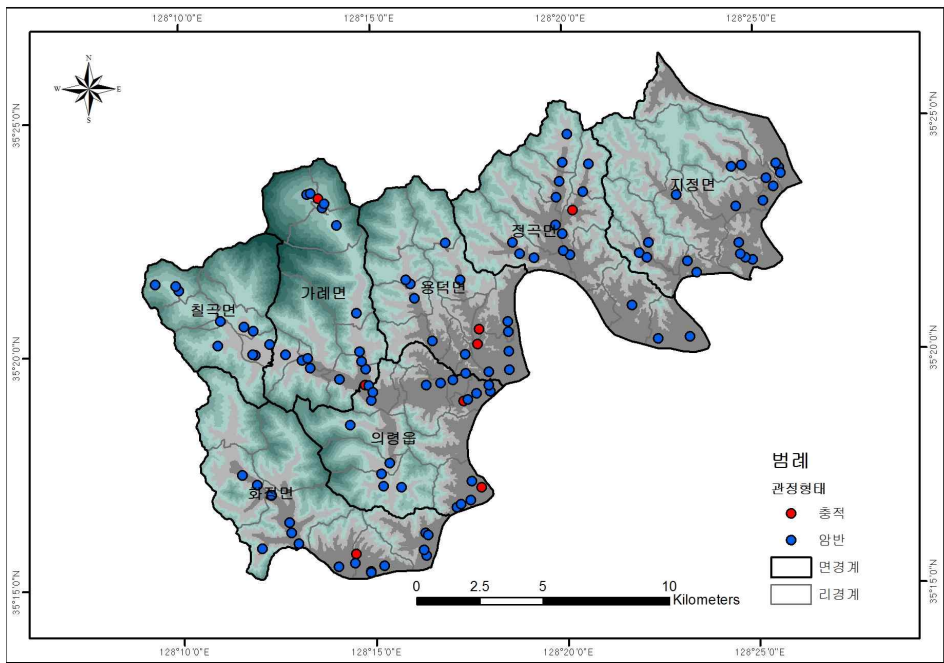 128°10'0"E 128°15'0"E 128°20'0"E 128°25'0"E
N
W E
S
35°25'0"N 35°25'0"N
지정면
정곡면
용덕면
가례면
칠곡면
35°20'0"N 35°20'0"N
의령읍
화정면
범례
관정형태
충적
암반
면경계
리경계
0 2.5 5 10
Kilometers
35°15'0"N 35°15'0"N
128°10'0"E 128°15'0"E 128°20'0"E 128°25'0"E